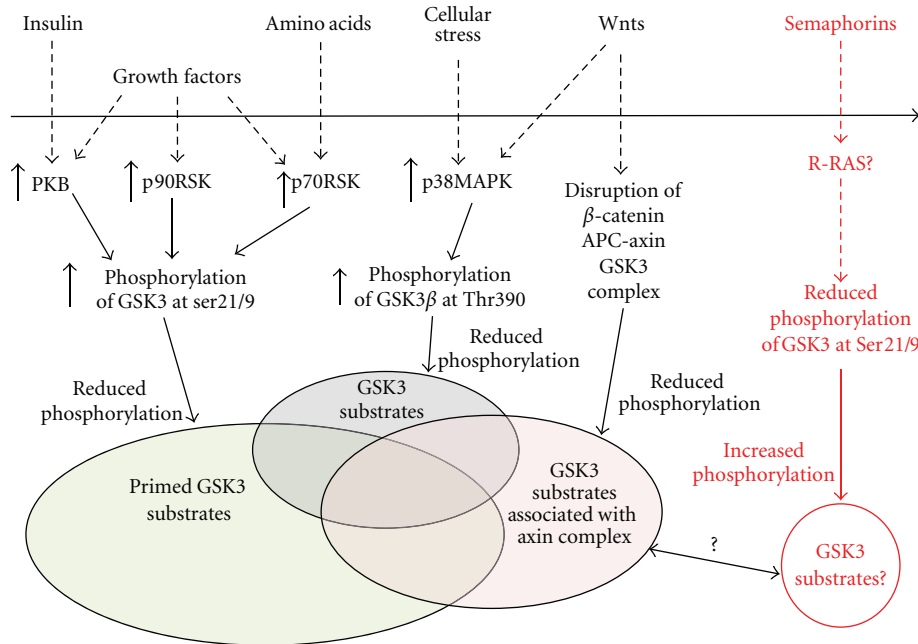 Insulin
Growth factors
Amino acids
Cellular
stress
Wnts
Semaphorins
PKB
p90RSK
p70RSK
p38MAPK
Disruption of
β-catenin
APC-axin
GSK3
complex
R-RAS?
Phosphorylation
of GSK3 at ser21/9
Phosphorylation
of GSK3β at Thr390
Reduced
phosphorylation
of GSK3 at Ser21/9
Reduced
phosphorylation
Reduced
phosphorylation
Reduced
phosphorylation
Increased
phosphorylation
GSK3
substrates
Primed GSK3
substrates
GSK3
substrates
associated with
axin complex
?
GSK3
substrates?